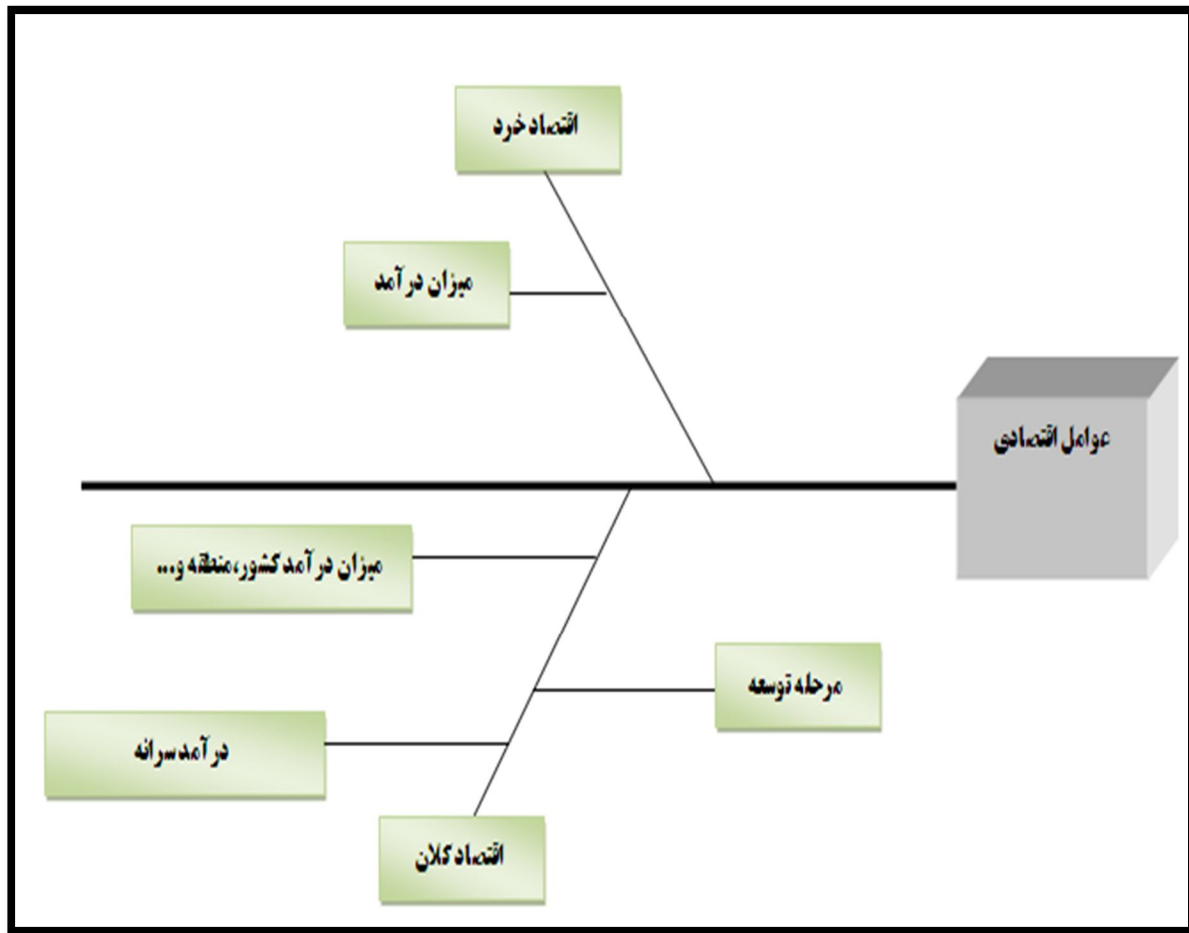 اقتصاد خرد
میزان درآمد
عوامل اقتصادی
میزان درآمد کشور،منطقه و...
مرحله توسعه
درآمد سرانه
اقتصاد کلان